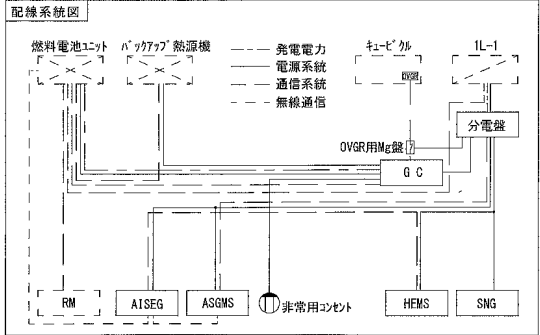 配線系統図
燃料電池ユニット
バックアップ熱源機
発電電力
電源系統
通信系統
無線通信
キュービクル
OVGR
1L-1
分電盤
OVGR用Mg盤
GC
RM
AISEG
ASGMS
非常用コンセント
HEMS
SNG